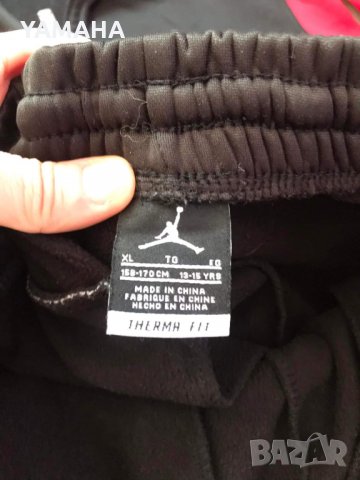 YAMAHA
XL TG EG
158-170 CM 13-15 YRS
MADE IN CHINA
FABRIQUE EN CHINE
HECHO EN CHINA
THERMA FIT
BAZAR